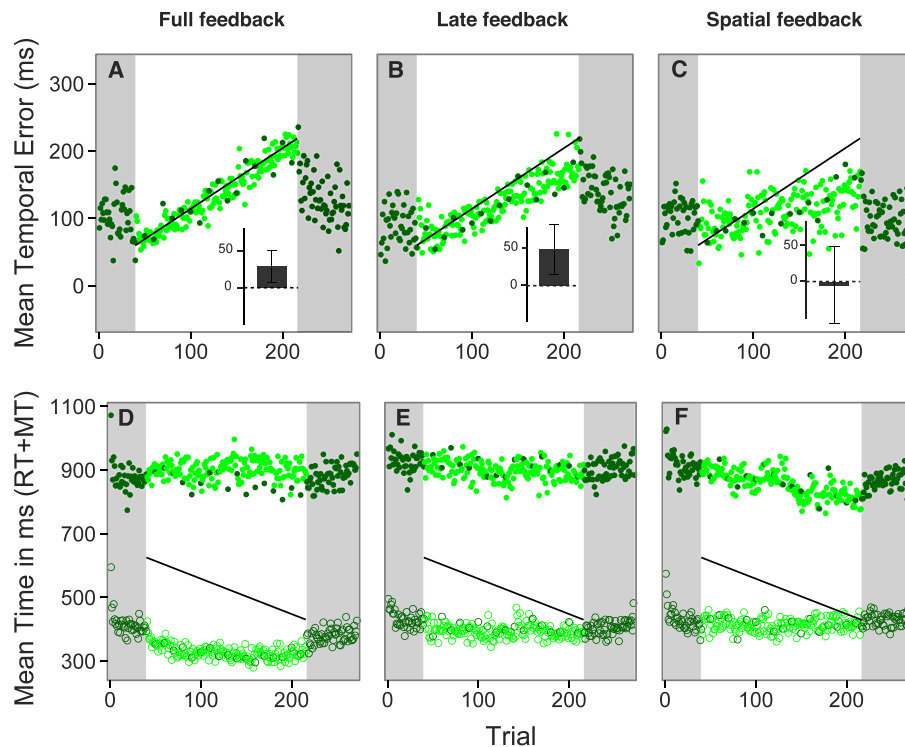 Full feedback Late feedback Spatial feedback
Mean Temporal Error (ms)
A B C
300
200
100
0
50
0
50
0
50
0
0 100 200 0 100 200 0 100 200
Mean Time in ms (RT+MT)
D E F
1100
900
700
500
300
0 100 200 0 100 200 0 100 200
Trial